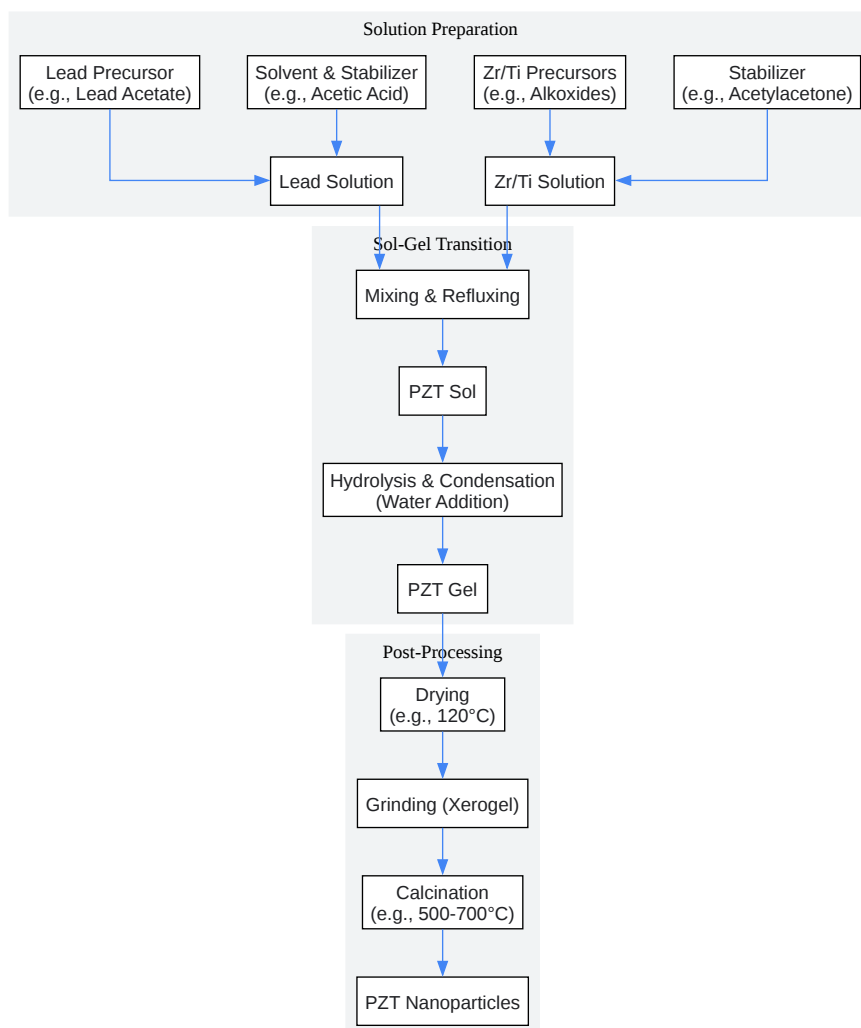 Solution Preparation
Lead Precursor
(e.g., Lead Acetate)
Solvent & Stabilizer
(e.g., Acetic Acid)
Zr/Ti Precursors
(e.g., Alkoxides)
Stabilizer
(e.g., Acetylacetone)
Lead Solution
Zr/Ti Solution
Sol-Gel Transition
Mixing & Refluxing
PZT Sol
Hydrolysis & Condensation
(Water Addition)
PZT Gel
Post-Processing
Drying
(e.g., 120°C)
Grinding (Xerogel)
Calcination
(e.g., 500-700°C)
PZT Nanoparticles